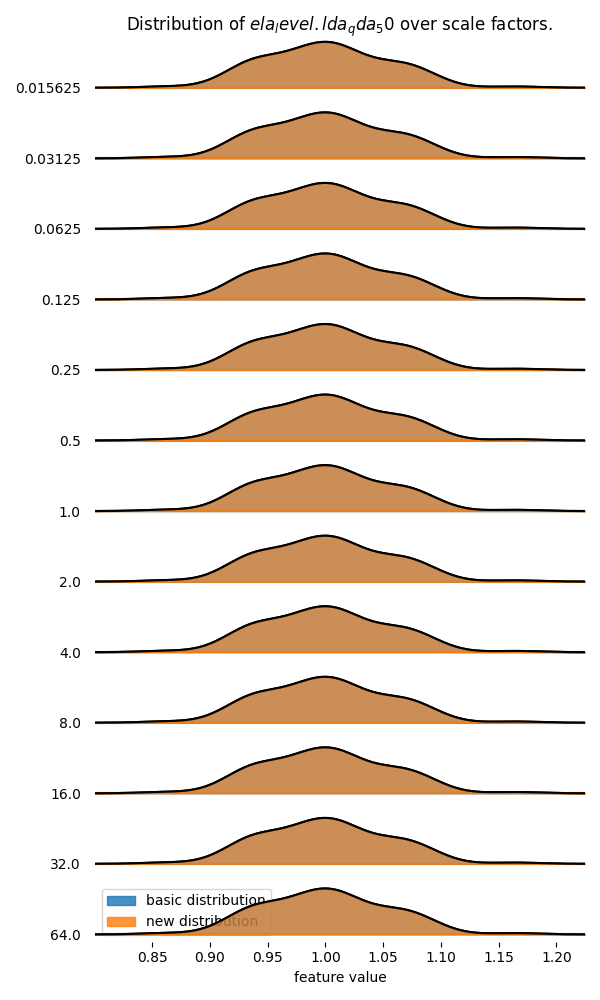 Distribution of ela_level.lda_qda_50 over scale factors.
0.015625
0.03125
0.0625
0.125
0.25
0.5
1.0
2.0
4.0
8.0
16.0
32.0
64.0
basic distribution
new distribution
0.85 0.90 0.95 1.00 1.05 1.10 1.15 1.20
feature value